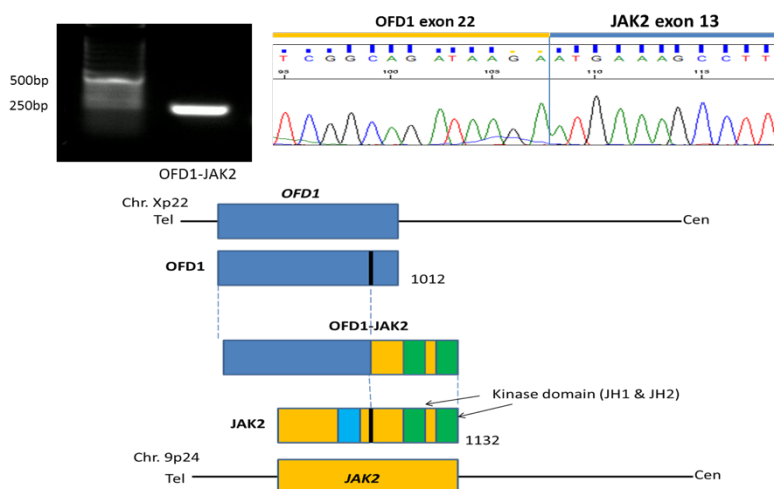 OFD1 exon 22 JAK2 exon 13
T C G G C A G A T A A G A A T G A A A G C C T T
95 100 105 110 115
500bp
250bp
OFD1-JAK2
OFD1
Chr. Xp22
Tel Cen
OFD1
1012
OFD1-JAK2
Kinase domain (JH1 & JH2)
JAK2
1132
Chr. 9p24
Tel JAK2 Cen